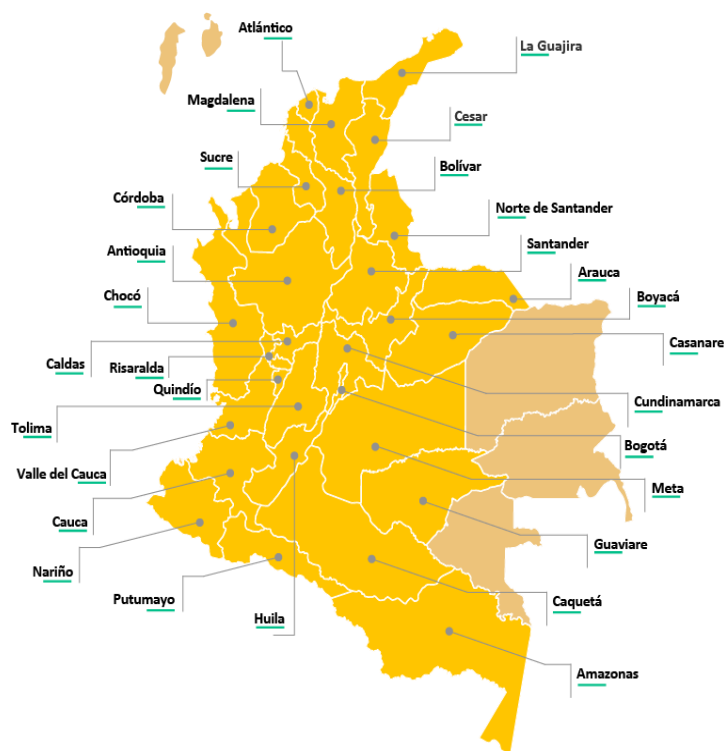 Atlántico
La Guajira
Magdalena
Cesar
Sucre
Bolívar
Córdoba
Norte de Santander
Antioquia
Santander
Arauca
Chocó
Boyacá
Casanare
Caldas
Risaralda
Quindío
Cundinamarca
Tolima
Bogotá
Valle del Cauca
Meta
Cauca
Guaviare
Nariño
Putumayo
Caquetá
Huila
Amazonas